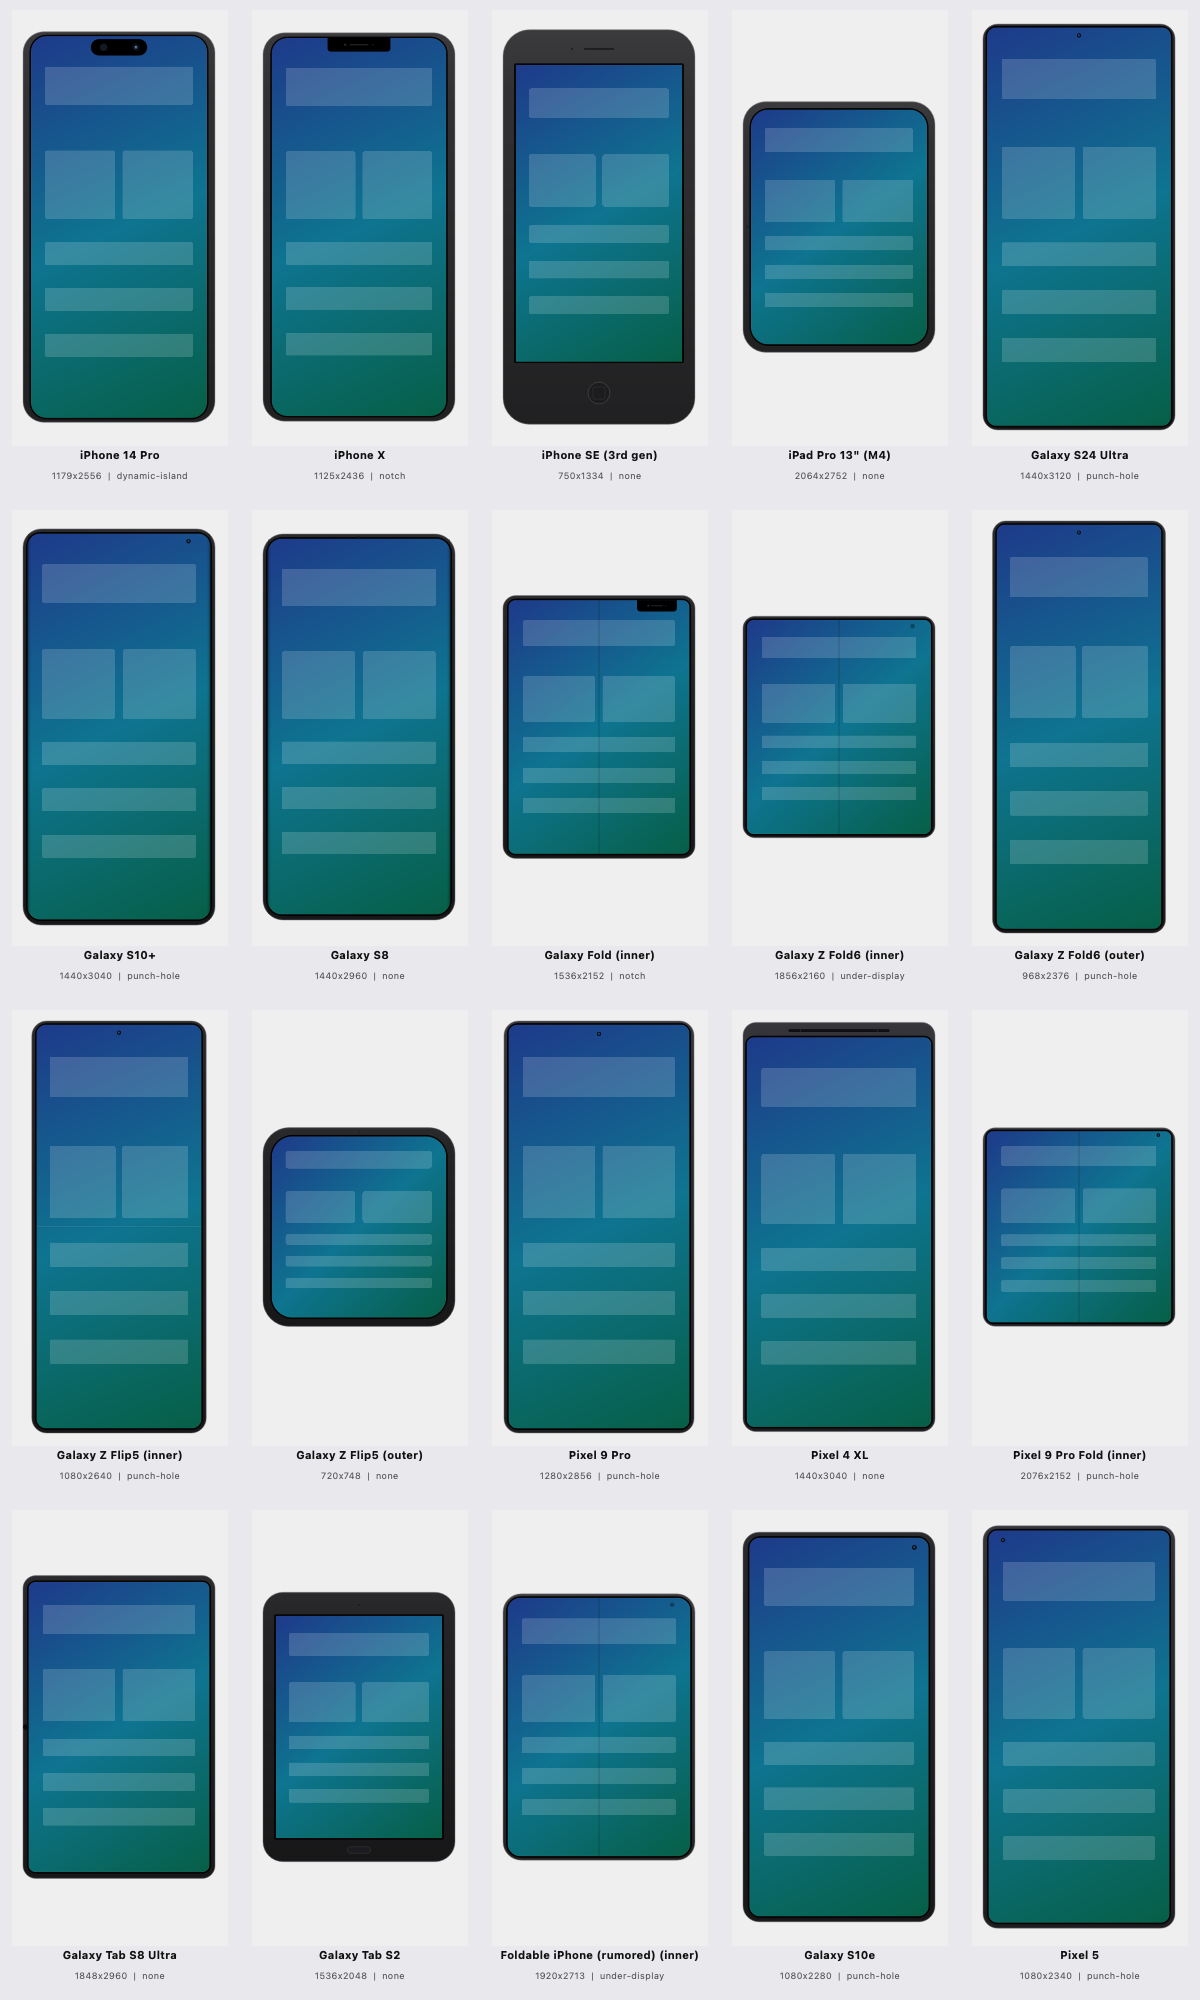 iPhone 14 Pro
1179x2556 | dynamic-island
iPhone X
1125x2436 | notch
iPhone SE (3rd gen)
750x1334 | none
iPad Pro 13" (M4)
2064x2752 | none
Galaxy S24 Ultra
1440x3120 | punch-hole
Galaxy S10+
1440x3040 | punch-hole
Galaxy S8
1440x2960 | none
Galaxy Fold (inner)
1536x2152 | notch
Galaxy Z Fold6 (inner)
1856x2160 | under-display
Galaxy Z Fold6 (outer)
968x2376 | punch-hole
Galaxy Z Flip5 (inner)
1080x2640 | punch-hole
Galaxy Z Flip5 (outer)
720x748 | none
Pixel 9 Pro
1280x2856 | punch-hole
Pixel 4 XL
1440x3040 | none
Pixel 9 Pro Fold (inner)
2076x2152 | punch-hole
Galaxy Tab S8 Ultra
1848x2960 | none
Galaxy Tab S2
1536x2048 | none
Foldable iPhone (rumored) (inner)
1920x2713 | under-display
Galaxy S10e
1080x2280 | punch-hole
Pixel 5
1080x2340 | punch-hole